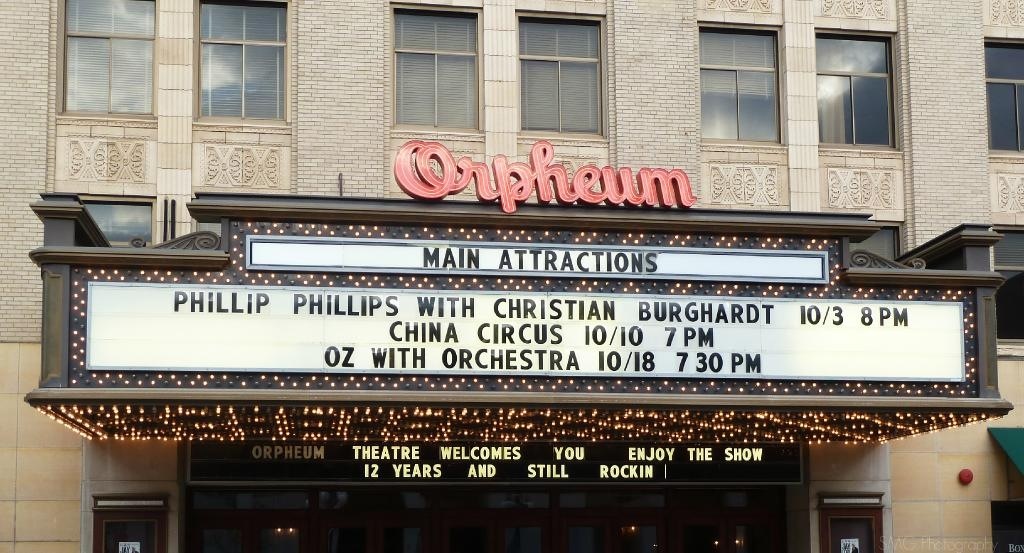 Orpheum
MAIN ATTRACTIONS
PHILLIP PHILLIPS WITH CHRISTIAN BURGHARDT 10/3 8 PM
CHINA CIRCUS 10/10 7 PM
OZ WITH ORCHESTRA 10/18 7 30 PM
ORPHEUM THEATRE WELCOMES YOU ENJOY THE SHOW
12 YEARS AND STILL ROCKIN
SMG Photography